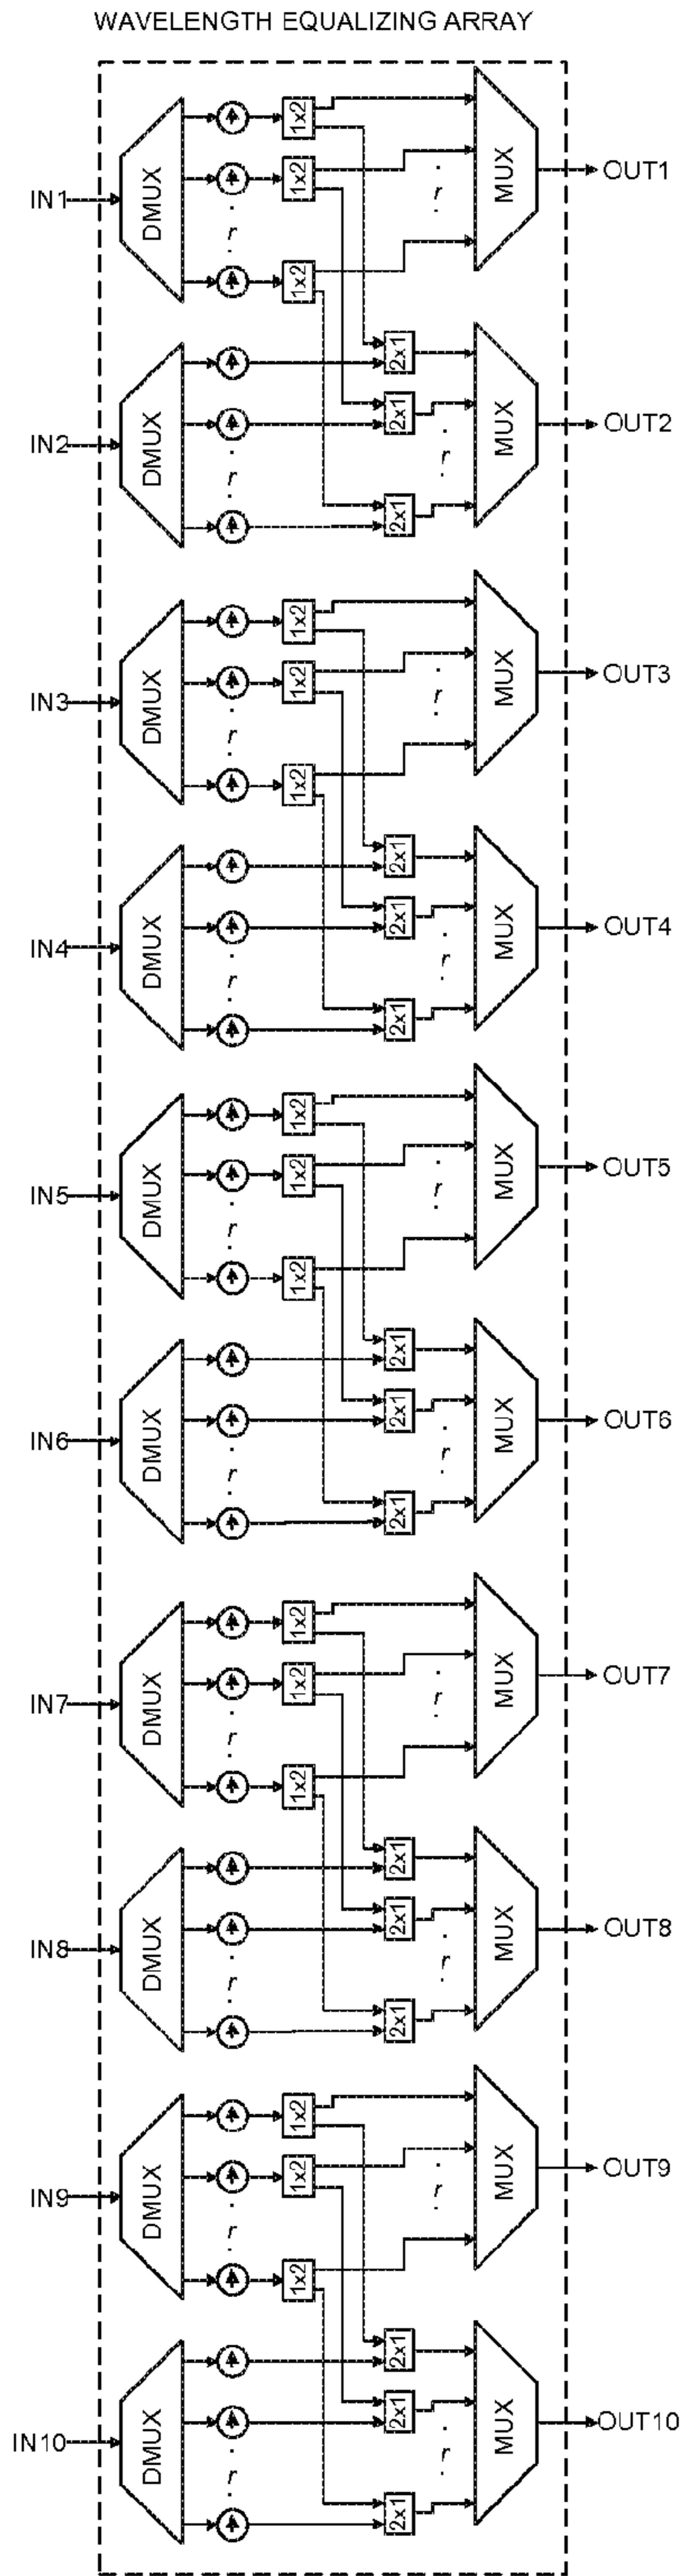 WAVELENGTH EQUALIZING ARRAY
IN1
DMUX
r
1x2
1x2
1x2
r
MUX
OUT1
IN2
DMUX
r
2x1
2x1
2x1
r
MUX
OUT2
IN3
DMUX
r
1x2
1x2
1x2
r
MUX
OUT3
IN4
DMUX
r
2x1
2x1
2x1
r
MUX
OUT4
IN5
DMUX
r
1x2
1x2
1x2
r
MUX
OUT5
IN6
DMUX
r
2x1
2x1
2x1
r
MUX
OUT6
IN7
DMUX
r
1x2
1x2
1x2
r
MUX
OUT7
IN8
DMUX
r
2x1
2x1
2x1
r
MUX
OUT8
IN9
DMUX
r
1x2
1x2
1x2
r
MUX
OUT9
IN10
DMUX
r
2x1
2x1
2x1
r
MUX
OUT10